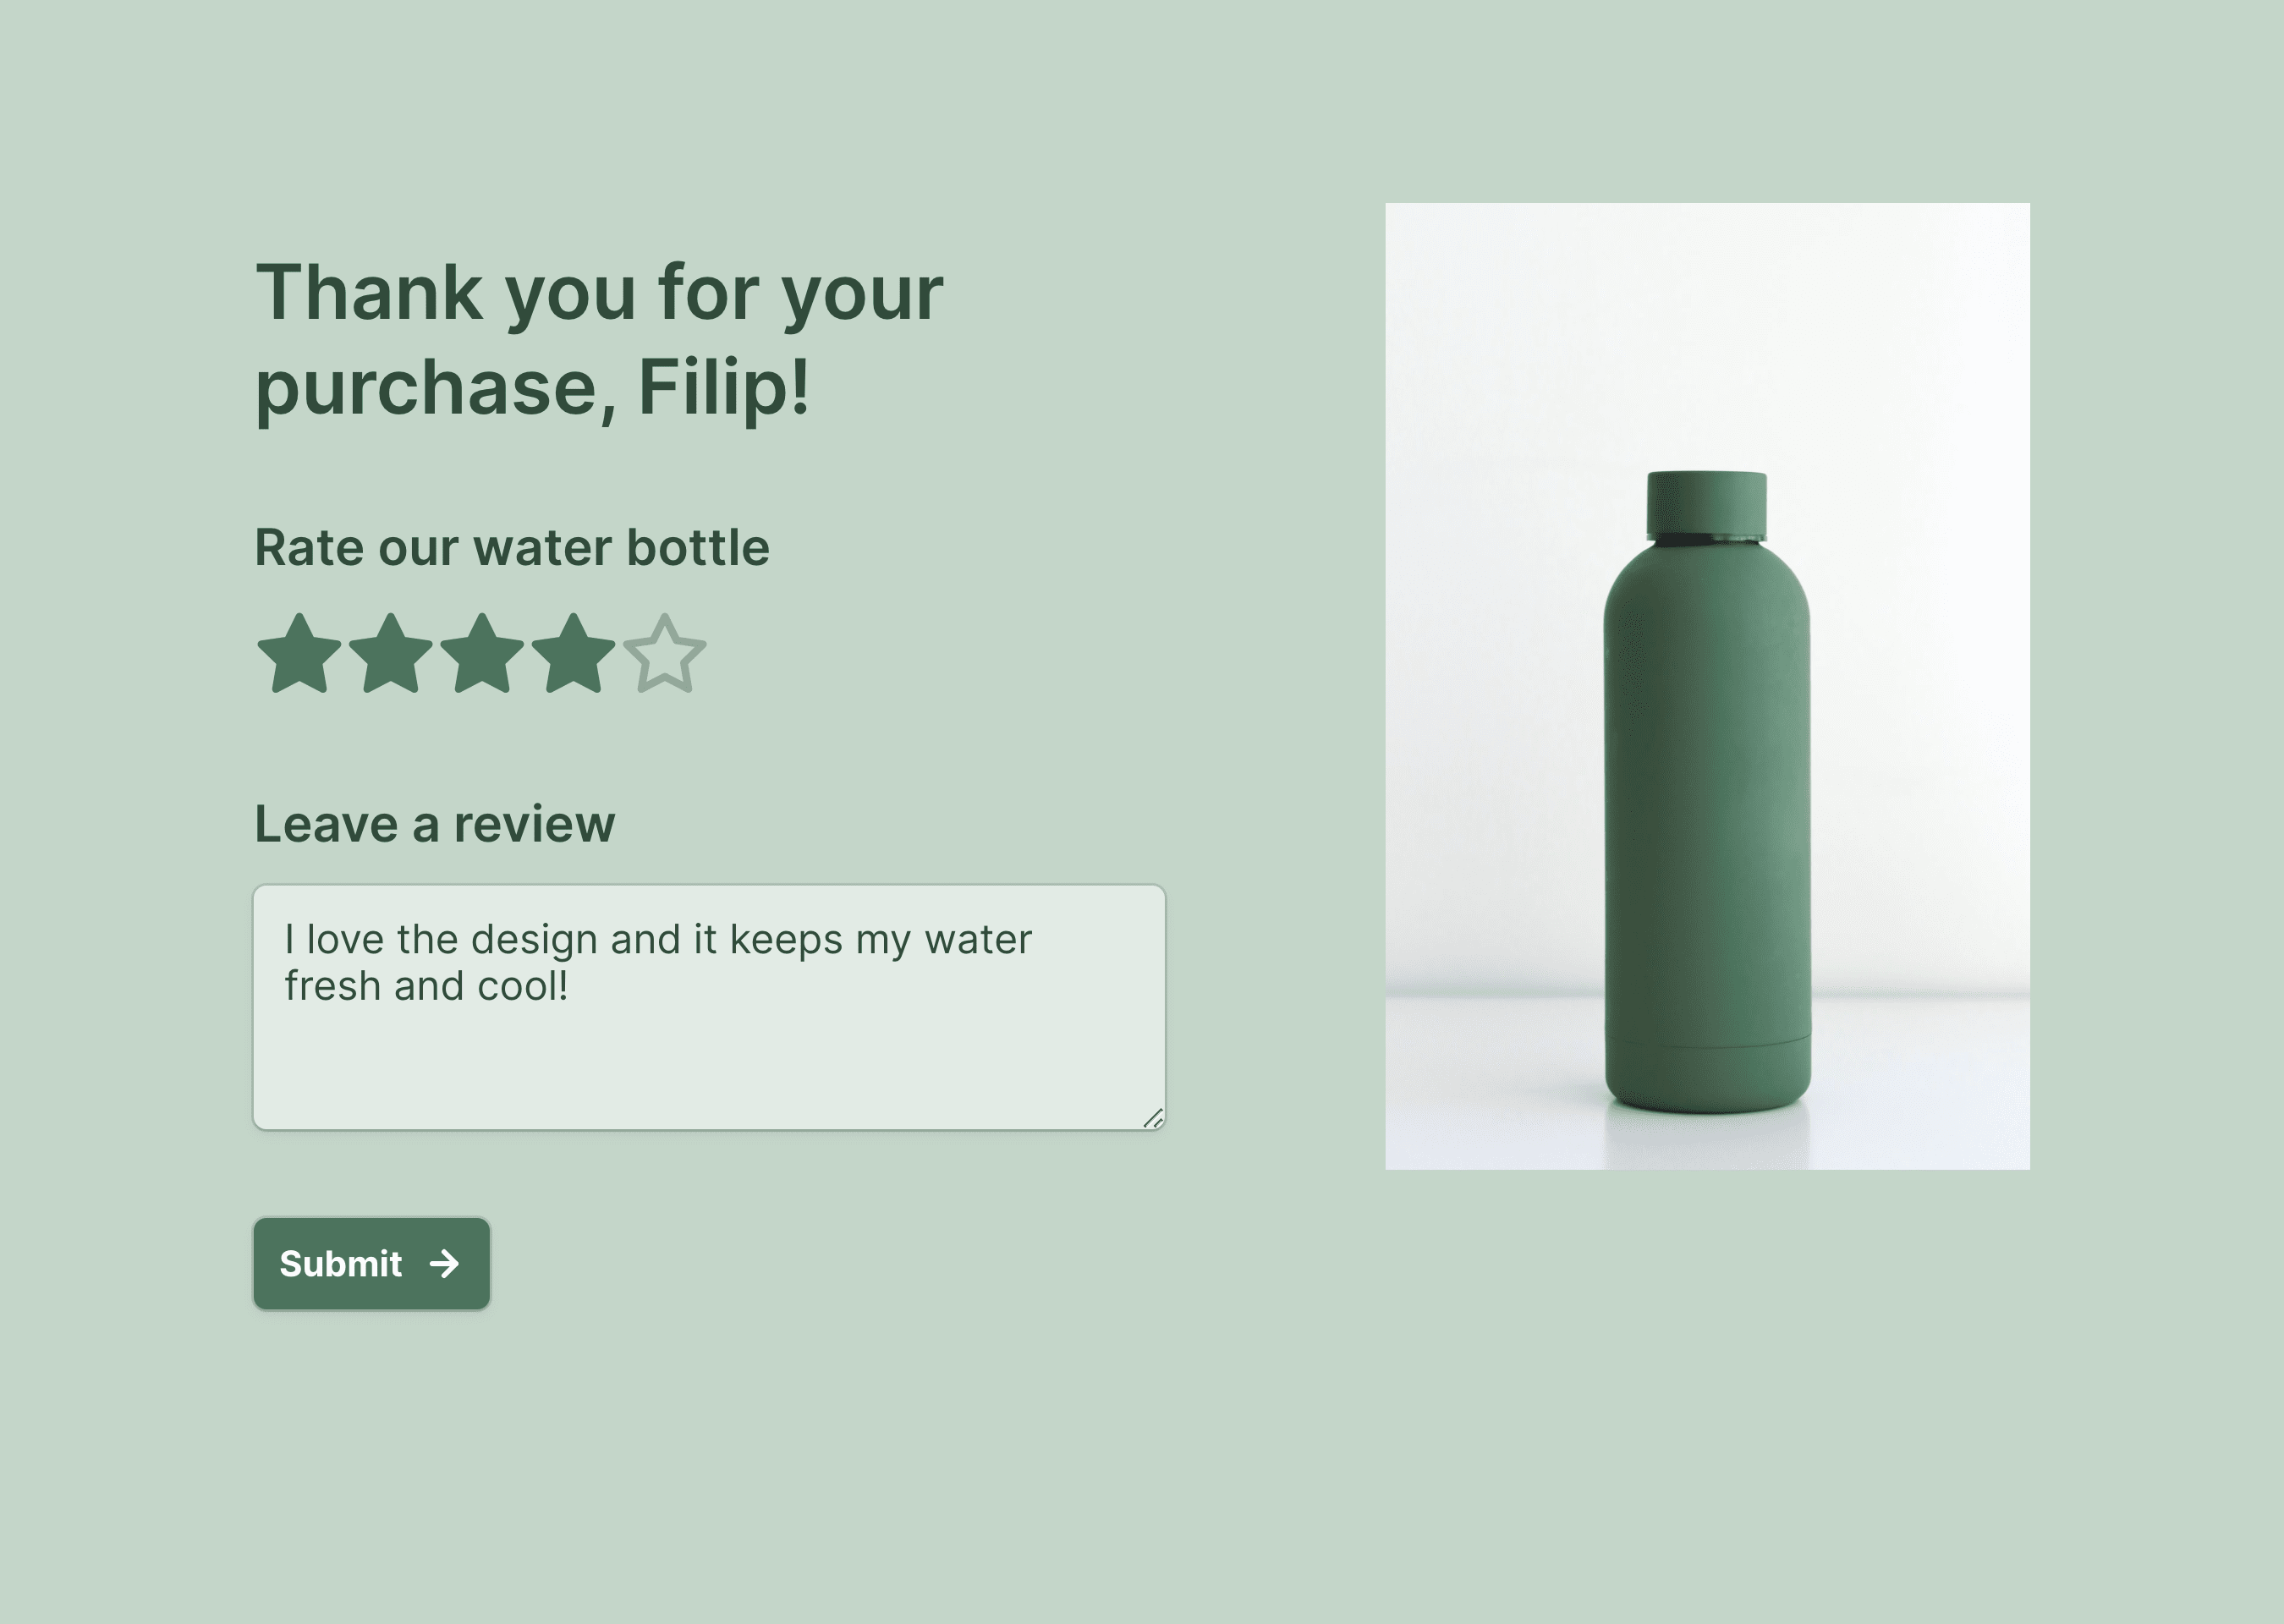 Thank you for your
purchase, Filip!
Rate our water bottle
Leave a review
I love the design and it keeps my water
fresh and cool!
Submit